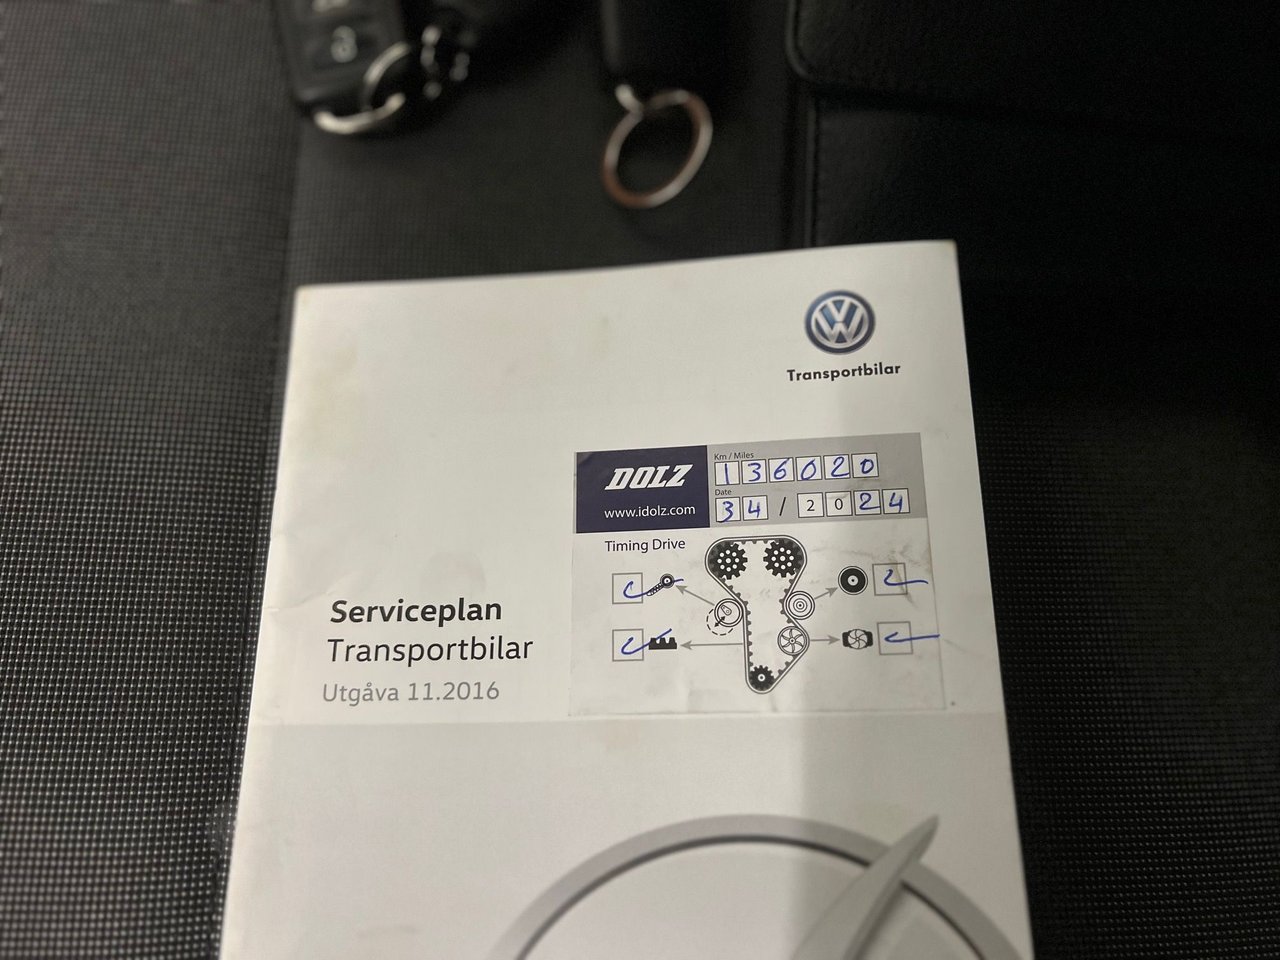 Transportbilar
DOLZ
www.idolz.com
Km / Miles
136020
Date
34 / 2024
Timing Drive
Serviceplan
Transportbilar
Utgåva 11.2016